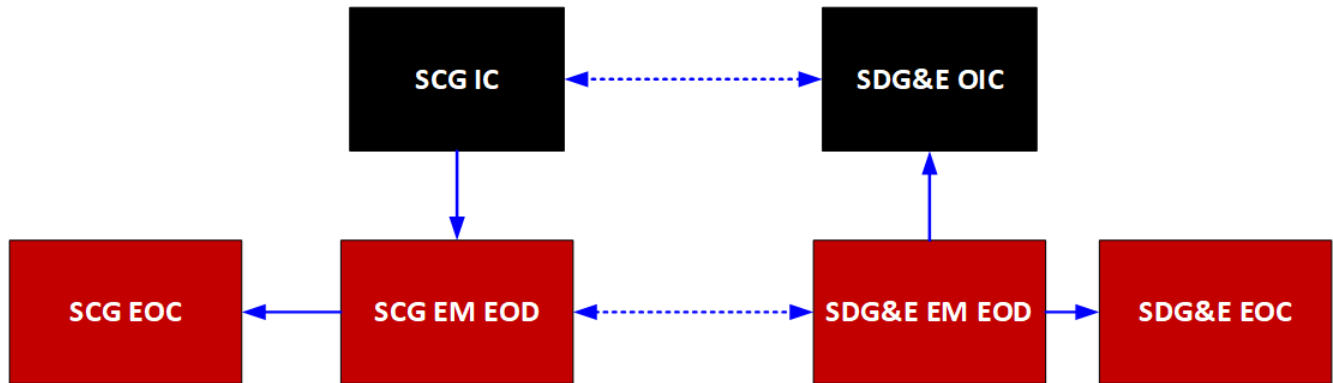 SCG IC
SDG&E OIC
SCG EOC
SCG EM EOD
SDG&E EM EOD
SDG&E EOC